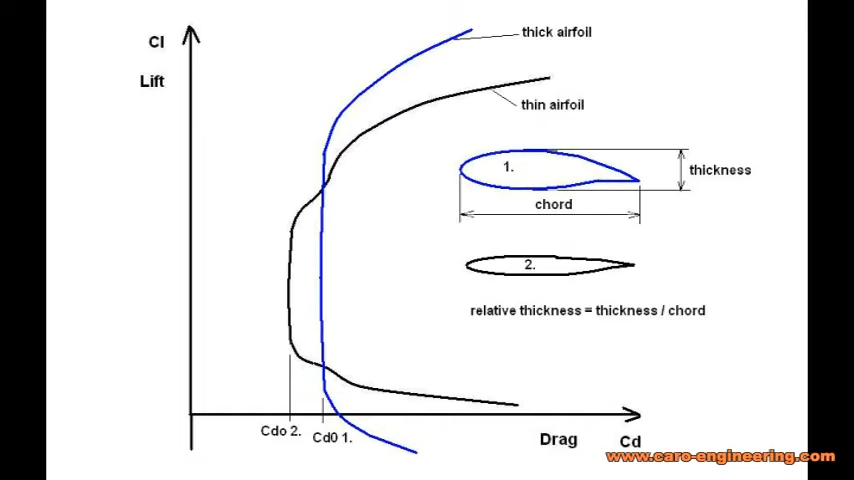 Cl
Lift
thick airfoil
thin airfoil
1.
thickness
chord
2.
relative thickness = thickness / chord
Cdo 2.
Cd0 1.
Drag
Cd
www.caro-engineering.com